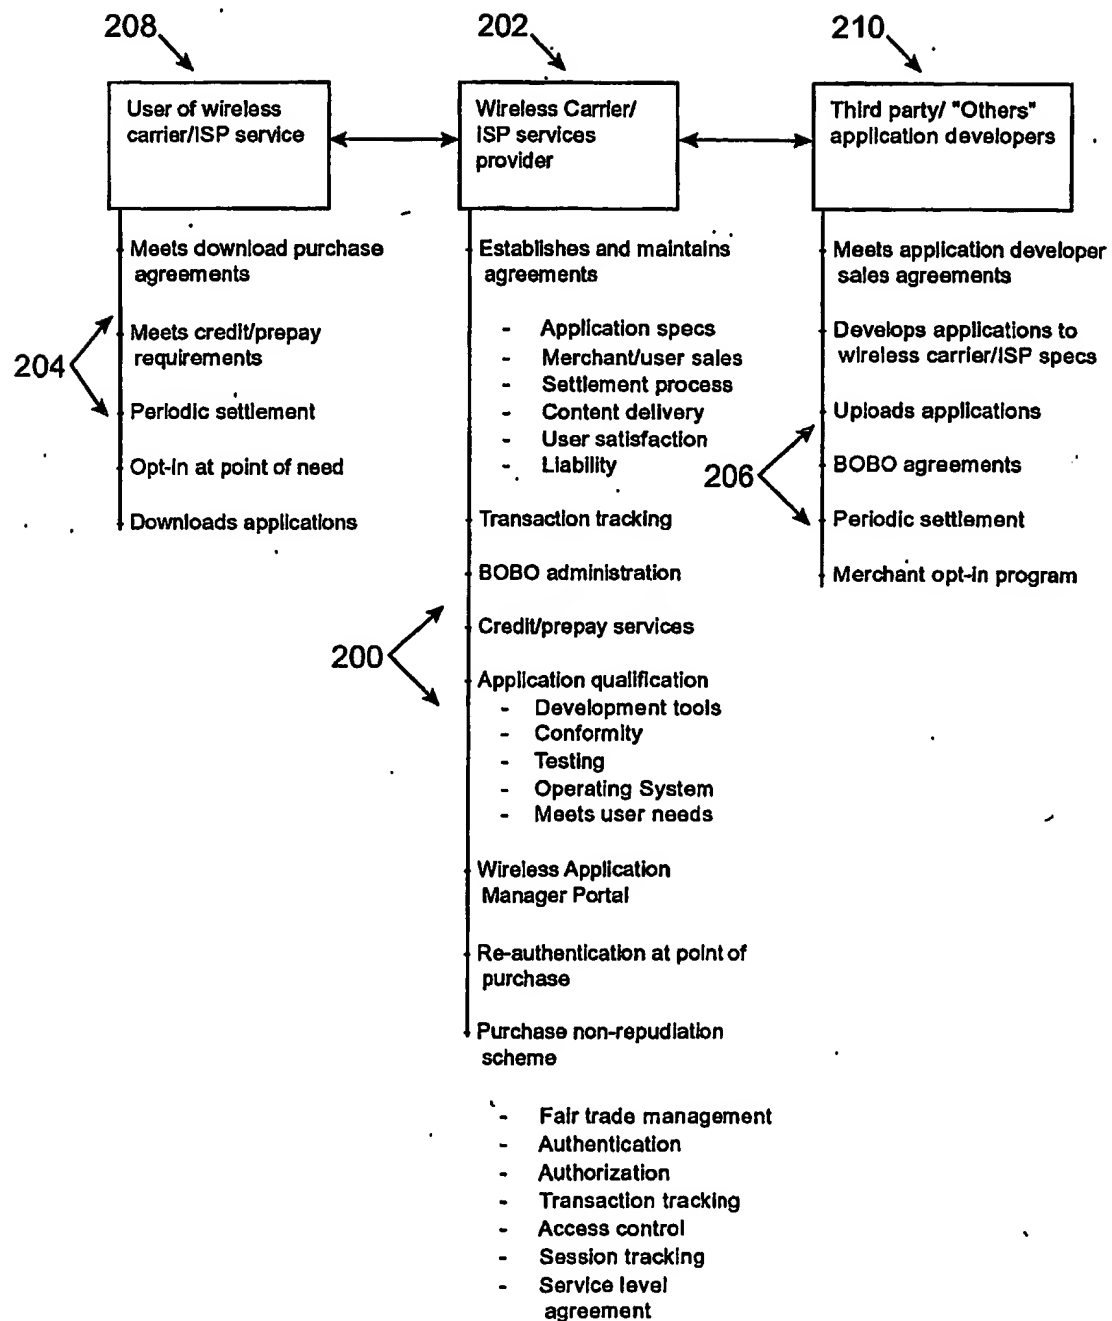 208
202
210
User of wireless
carrier/ISP service
Wireless Carrier/
ISP services
provider
Third party/ "Others"
application developers
Meets download purchase
agreements
Meets credit/prepay
requirements
204
Periodic settlement
Opt-in at point of need
Downloads applications
Establishes and maintains
agreements
- Application specs
- Merchant/user sales
- Settlement process
- Content delivery
- User satisfaction
- Liability
Transaction tracking
BOBO administration
Credit/prepay services
200
Application qualification
- Development tools
- Conformity
- Testing
- Operating System
- Meets user needs
Wireless Application
Manager Portal
Re-authentication at point of
purchase
Purchase non-repudiation
scheme
- Fair trade management
- Authentication
- Authorization
- Transaction tracking
- Access control
- Session tracking
- Service level
agreement
Meets application developer
sales agreements
Develops applications to
wireless carrier/ISP specs
Uploads applications
206
BOBO agreements
Periodic settlement
Merchant opt-in program